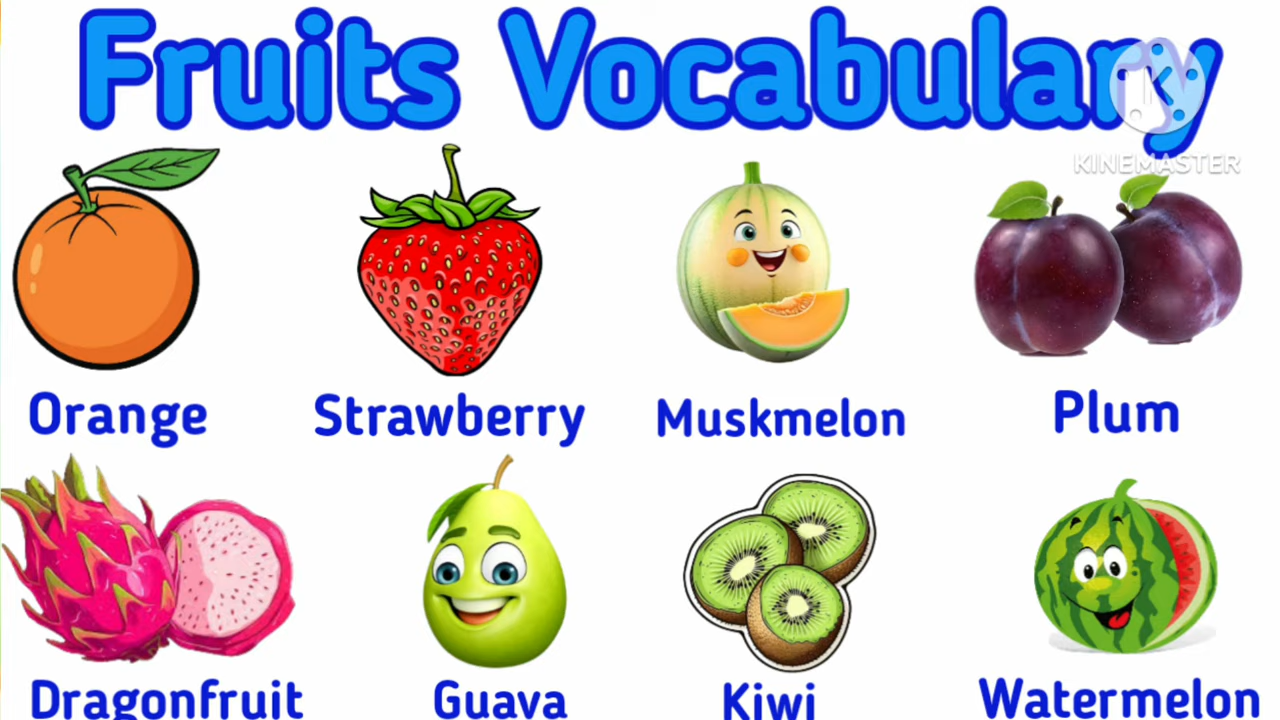 Fruits Vocabulary
KINEMASTER
Orange
Strawberry
Muskmelon
Plum
Dragonfruit
Guava
Kiwi
Watermelon